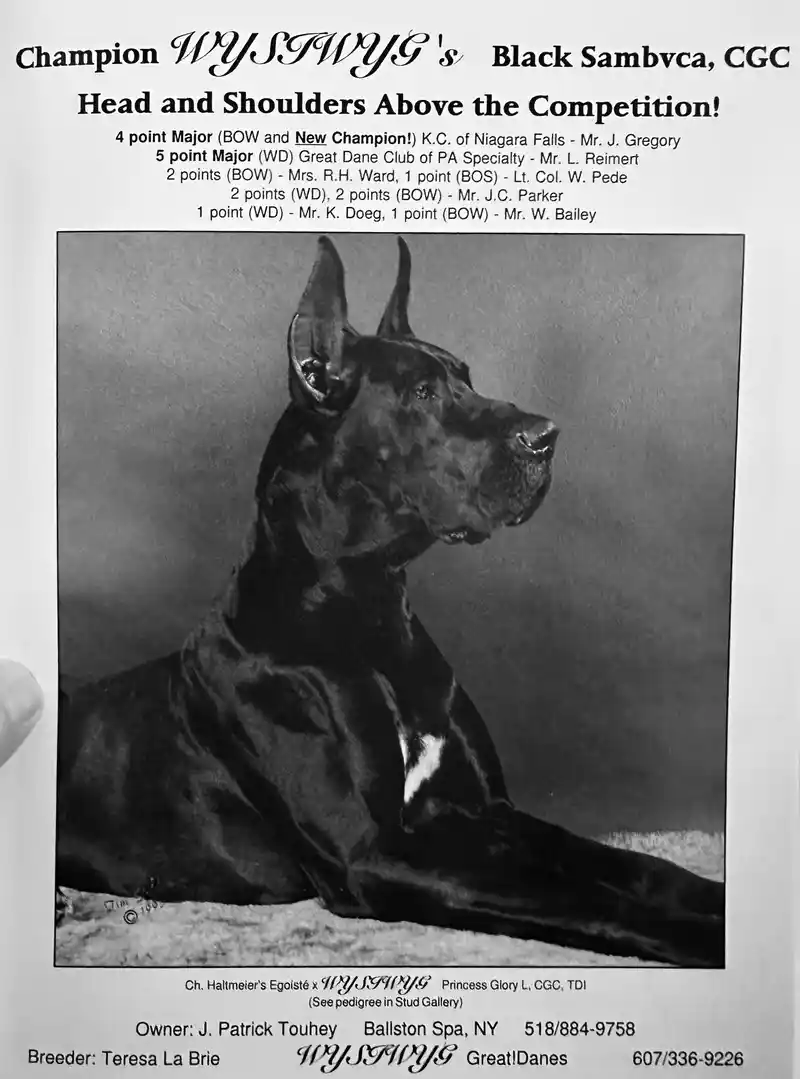 Champion WYSIWYG's Black Sambvca, CGC
Head and Shoulders Above the Competition!
4 point Major (BOW and New Champion!) K.C. of Niagara Falls - Mr. J. Gregory
5 point Major (WD) Great Dane Club of PA Specialty - Mr. L. Reimert
2 points (BOW) - Mrs. R.H. Ward, 1 point (BOS) - Lt. Col. W. Pede
2 points (WD), 2 points (BOW) - Mr. J.C. Parker
1 point (WD) - Mr. K. Doeg, 1 point (BOW) - Mr. W. Bailey
©
Ch. Haltmeier's Egoisté x WYSIWYG Princess Glory L, CGC, TDI
(See pedigree in Stud Gallery)
Owner: J. Patrick Touhey Ballston Spa, NY 518/884-9758
Breeder: Teresa La Brie WYSIWYG Great!Danes 607/336-9226